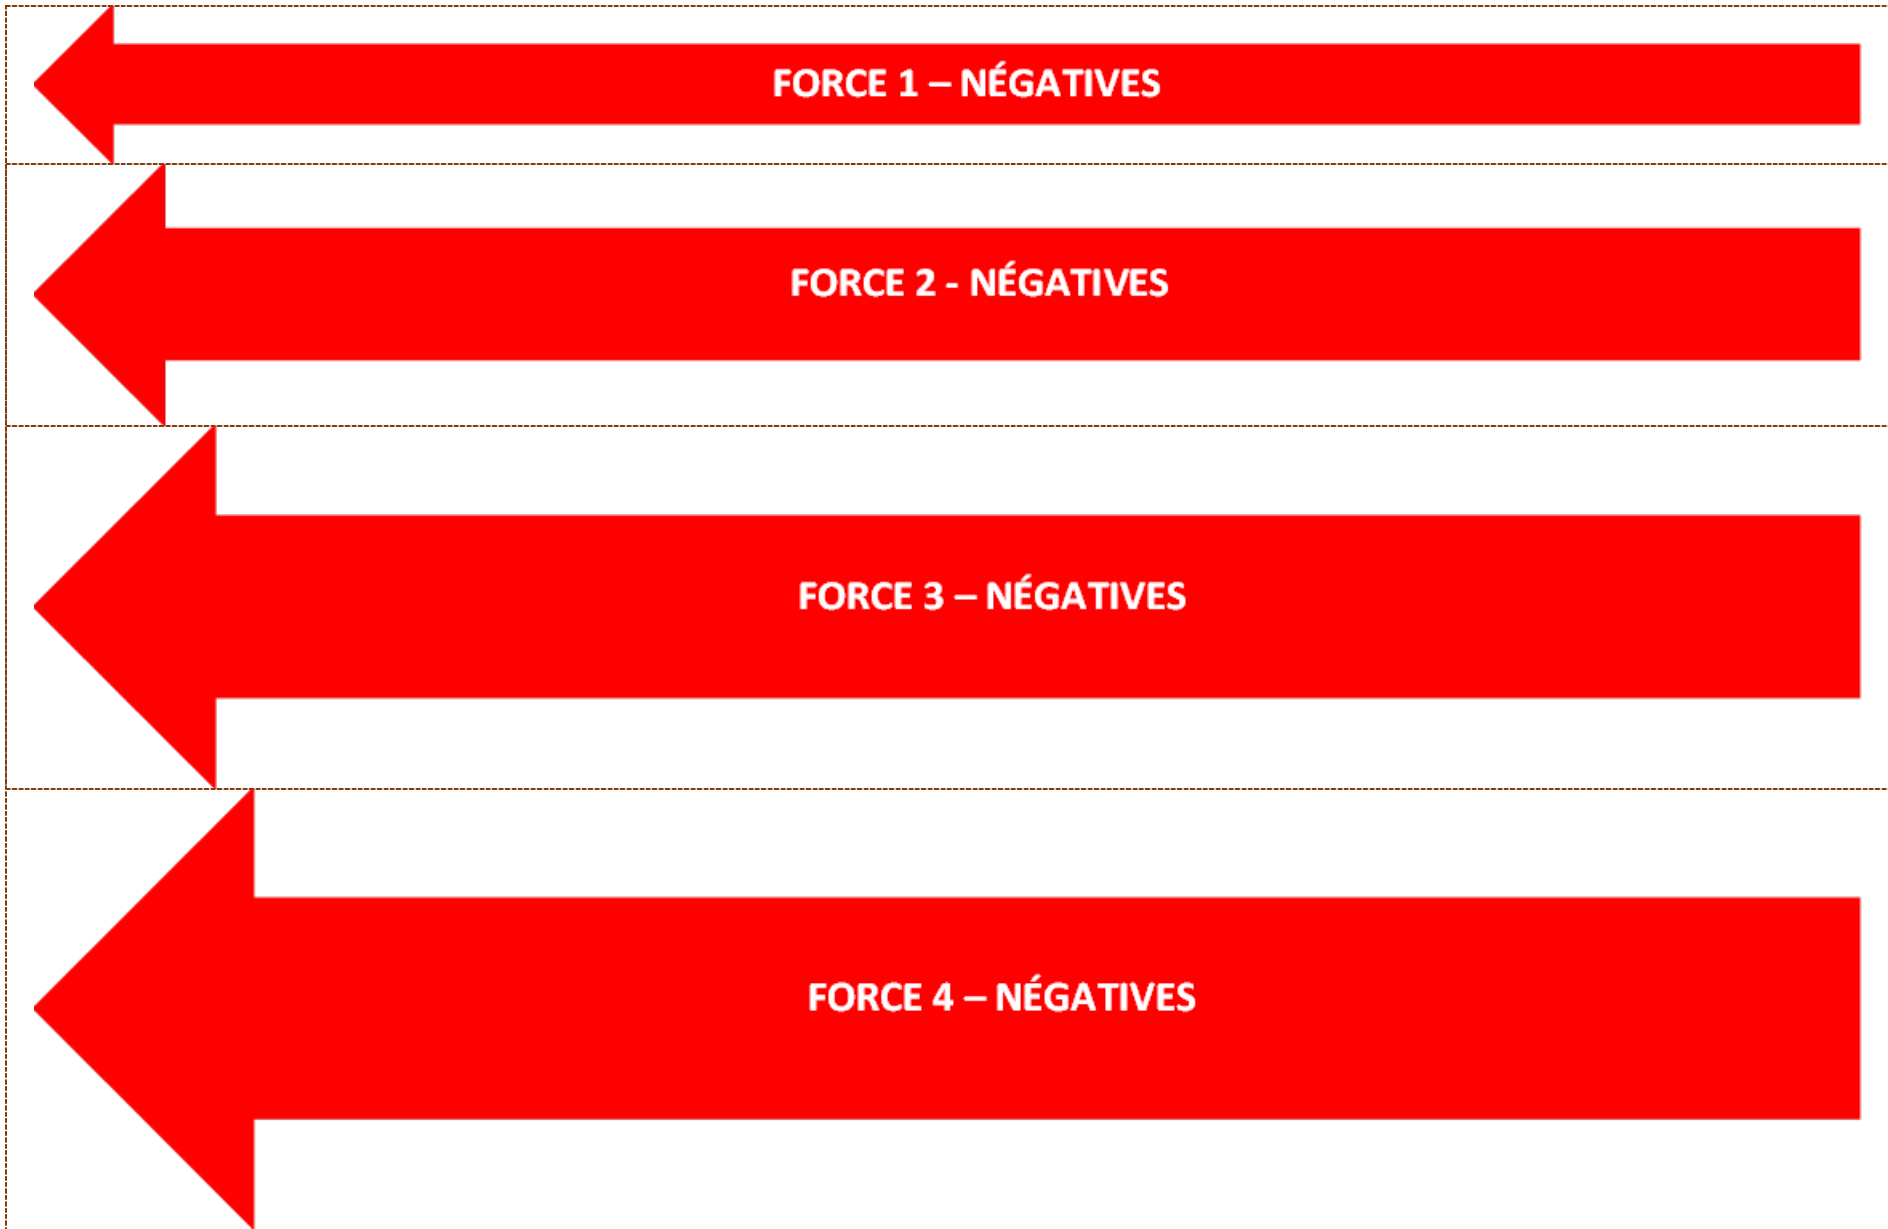 FORCE 1 – NÉGATIVES
FORCE 2 - NÉGATIVES
FORCE 3 – NÉGATIVES
FORCE 4 – NÉGATIVES